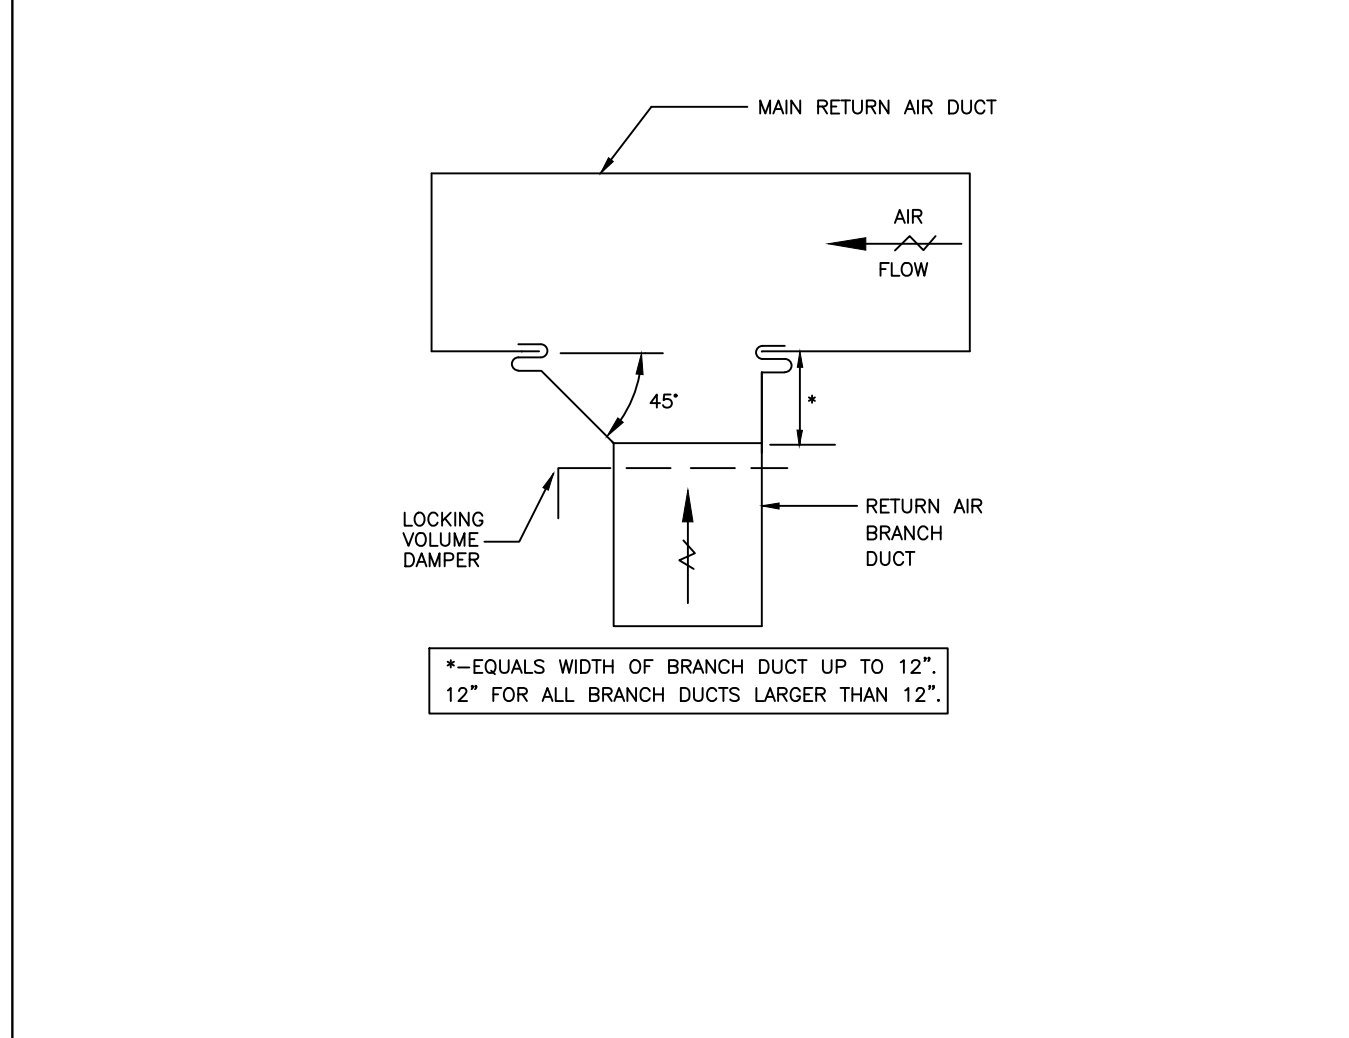 MAIN RETURN AIR DUCT
AIR
FLOW
45°
*
LOCKING
VOLUME
DAMPER
RETURN AIR
BRANCH
DUCT
*-EQUALS WIDTH OF BRANCH DUCT UP TO 12".
12" FOR ALL BRANCH DUCTS LARGER THAN 12".